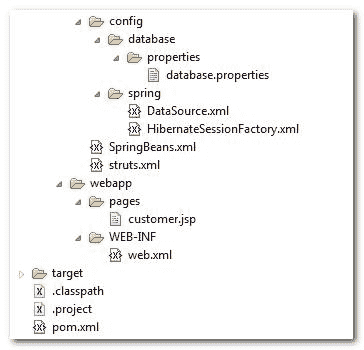 config
database
properties
database.properties
spring
DataSource.xml
HibernateSessionFactory.xml
SpringBeans.xml
struts.xml
webapp
pages
customer.jsp
WEB-INF
web.xml
target
.classpath
.project
pom.xml